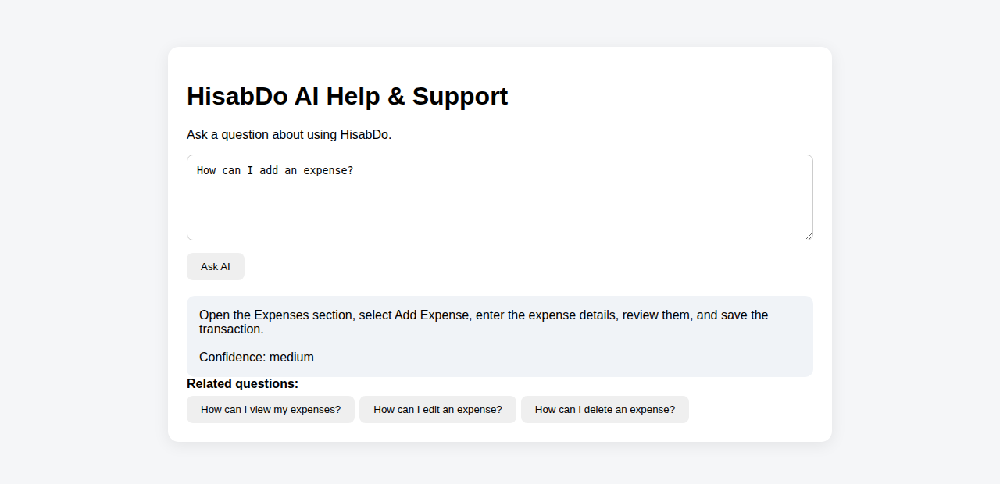 HisabDo AI Help & Support
Ask a question about using HisabDo.
How can I add an expense?
Ask AI
Open the Expenses section, select Add Expense, enter the expense details, review them, and save the
transaction.
Confidence: medium
Related questions:
How can I view my expenses? How can I edit an expense? How can I delete an expense?